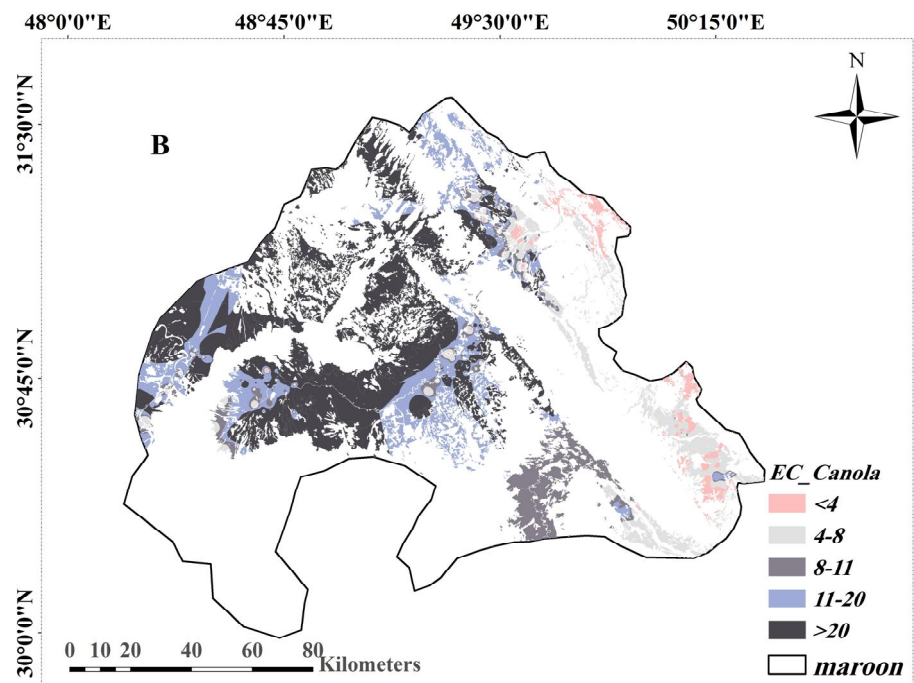 48°0'0"E 48°45'0"E 49°30'0"E 50°15'0"E
31°30'0"N
30°45'0"N
30°0'0"N
B
N
EC_Canola
<4
4-8
8-11
11-20
>20
maroon
0 10 20 40 60 80
Kilometers